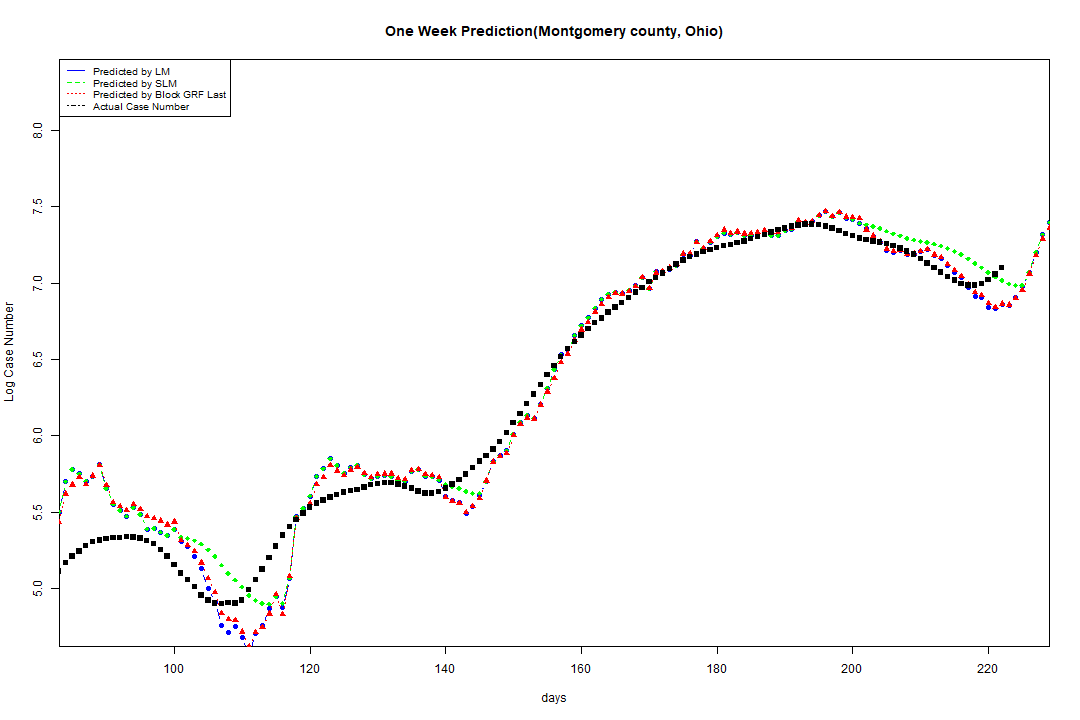 One Week Prediction(Montgomery county, Ohio)
Predicted by LM
Predicted by SLM
Predicted by Block GRF Last
Actual Case Number
8.0
7.5
7.0
6.5
6.0
5.5
5.0
Log Case Number
100 120 140 160 180 200 220
days